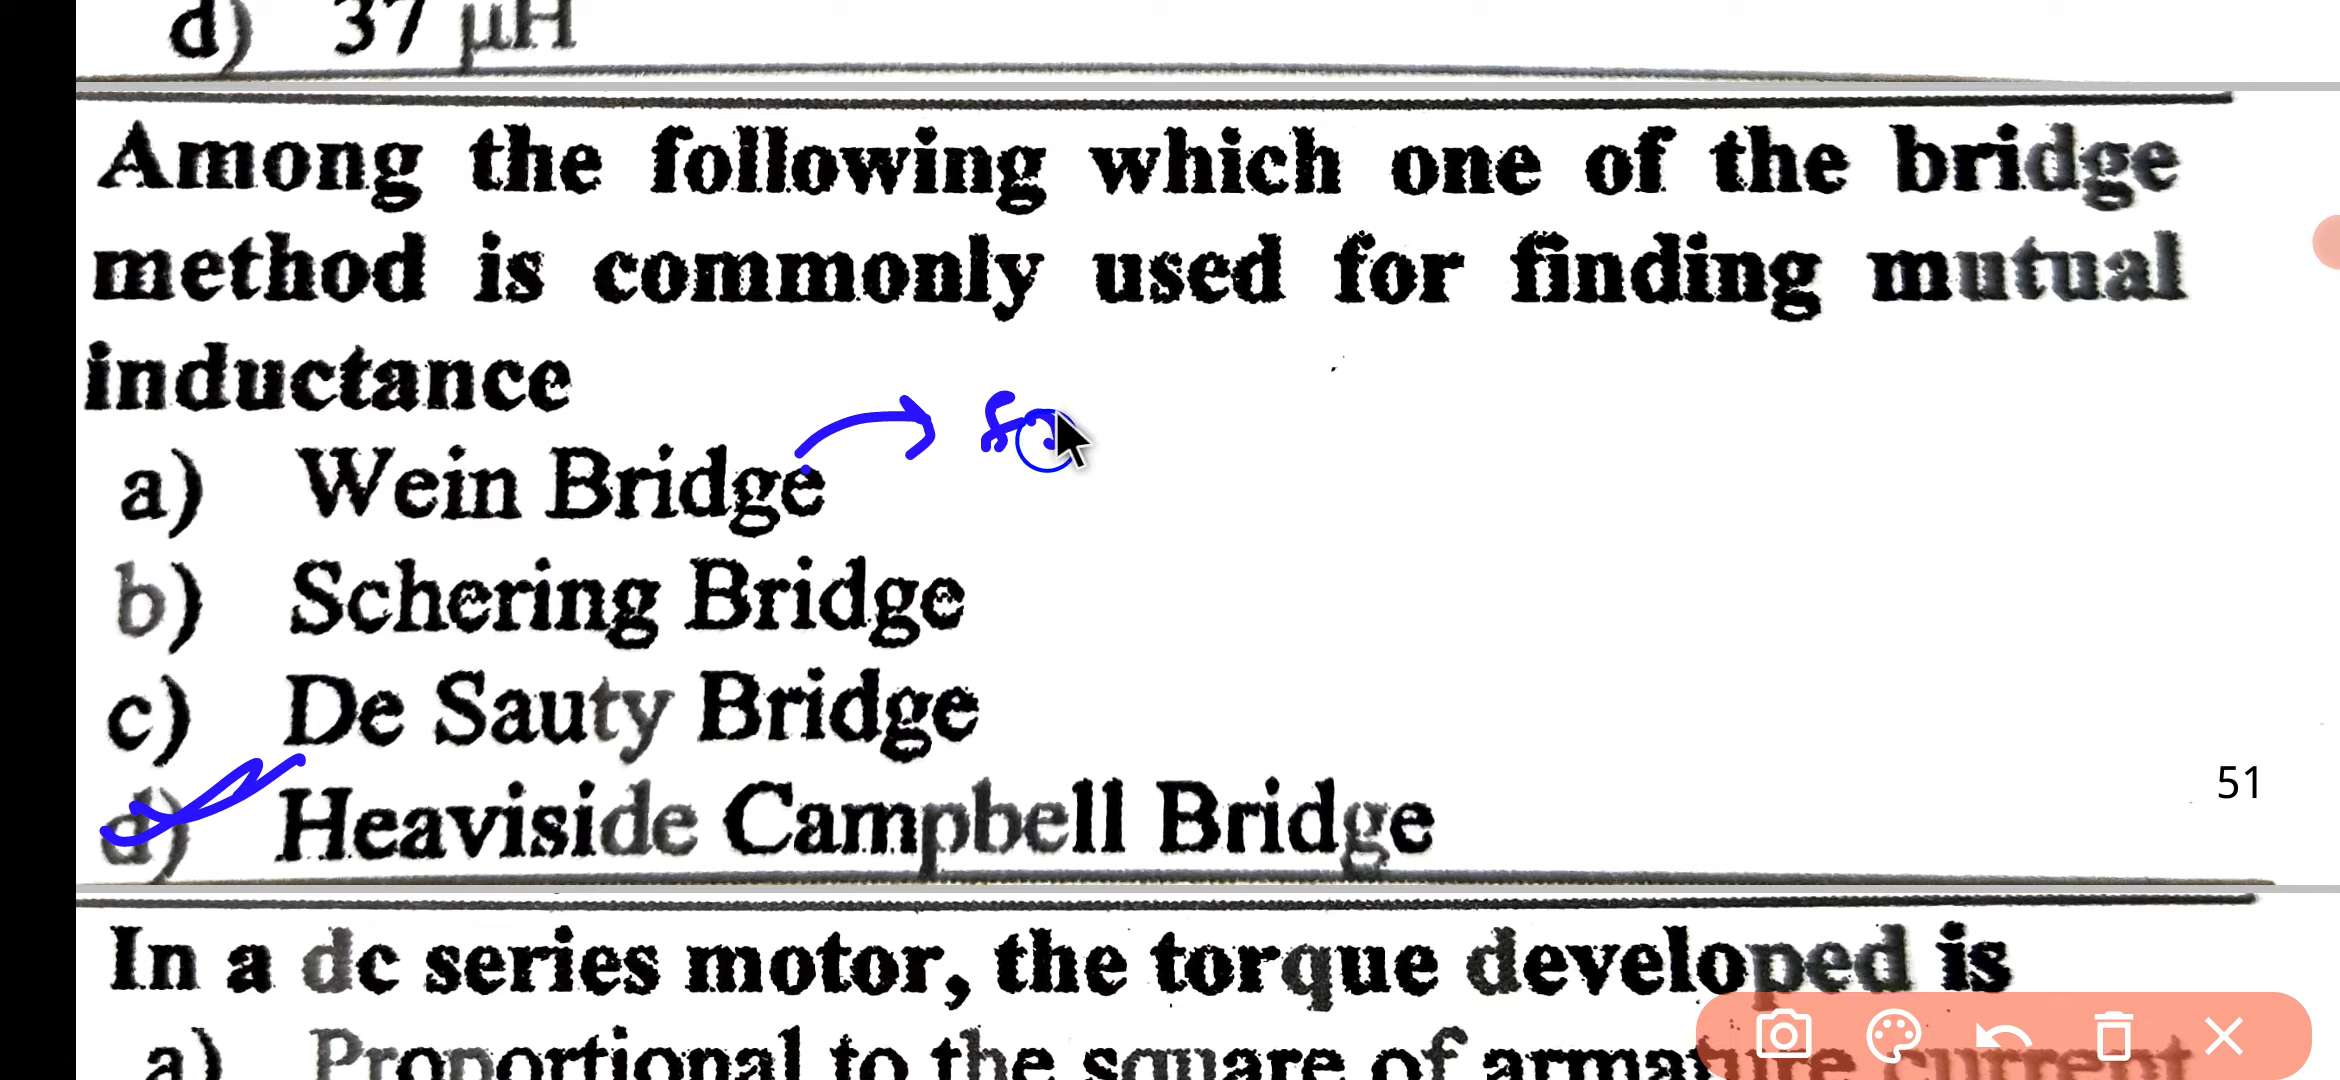 d) 37 μH
Among the following which one of the bridge
method is commonly used for finding mutual
inductance
a) Wein Bridge
b) Schering Bridge
c) De Sauty Bridge
d) Heaviside Campbell Bridge
51
In a dc series motor, the torque developed is
a) Proportional to the square of armature current